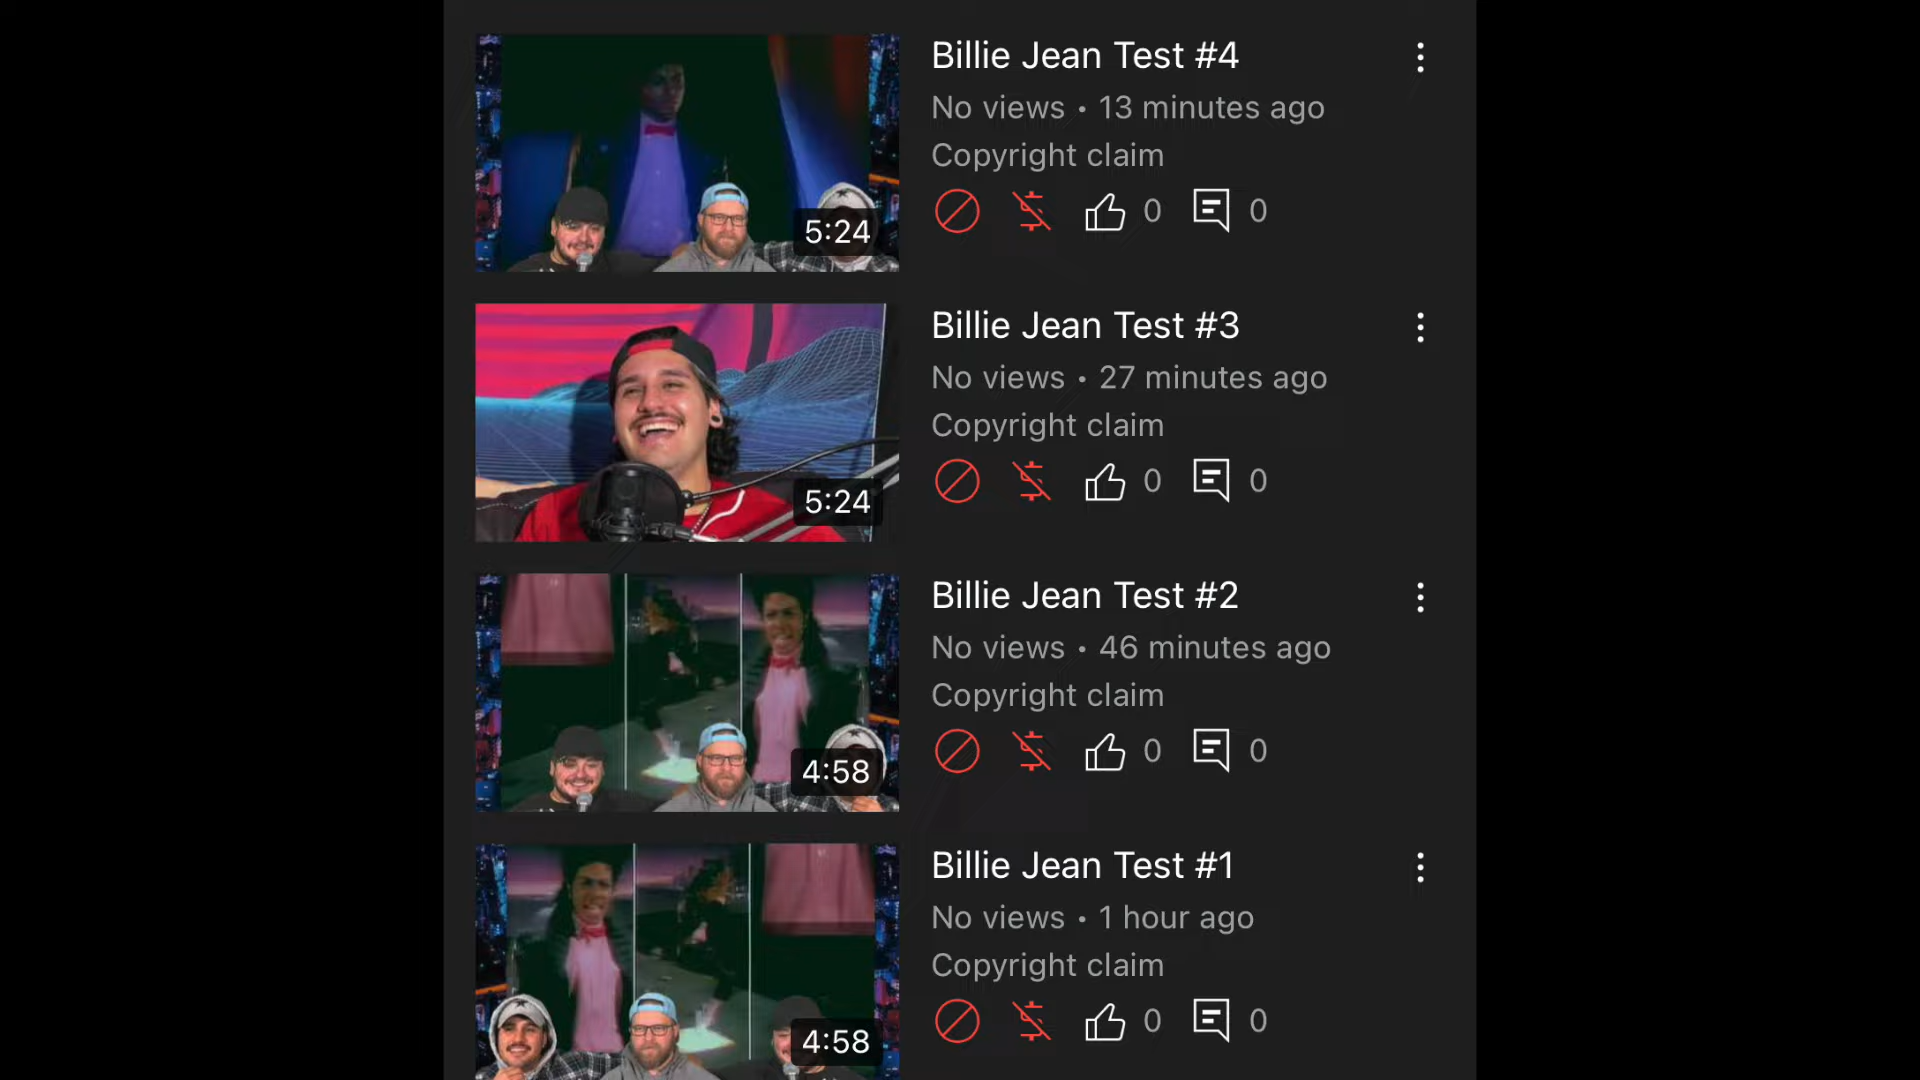 Billie Jean Test #4
No views • 13 minutes ago
Copyright claim
0 0
5:24
Billie Jean Test #3
No views • 27 minutes ago
Copyright claim
0 0
5:24
Billie Jean Test #2
No views • 46 minutes ago
Copyright claim
0 0
4:58
Billie Jean Test #1
No views • 1 hour ago
Copyright claim
0 0
4:58